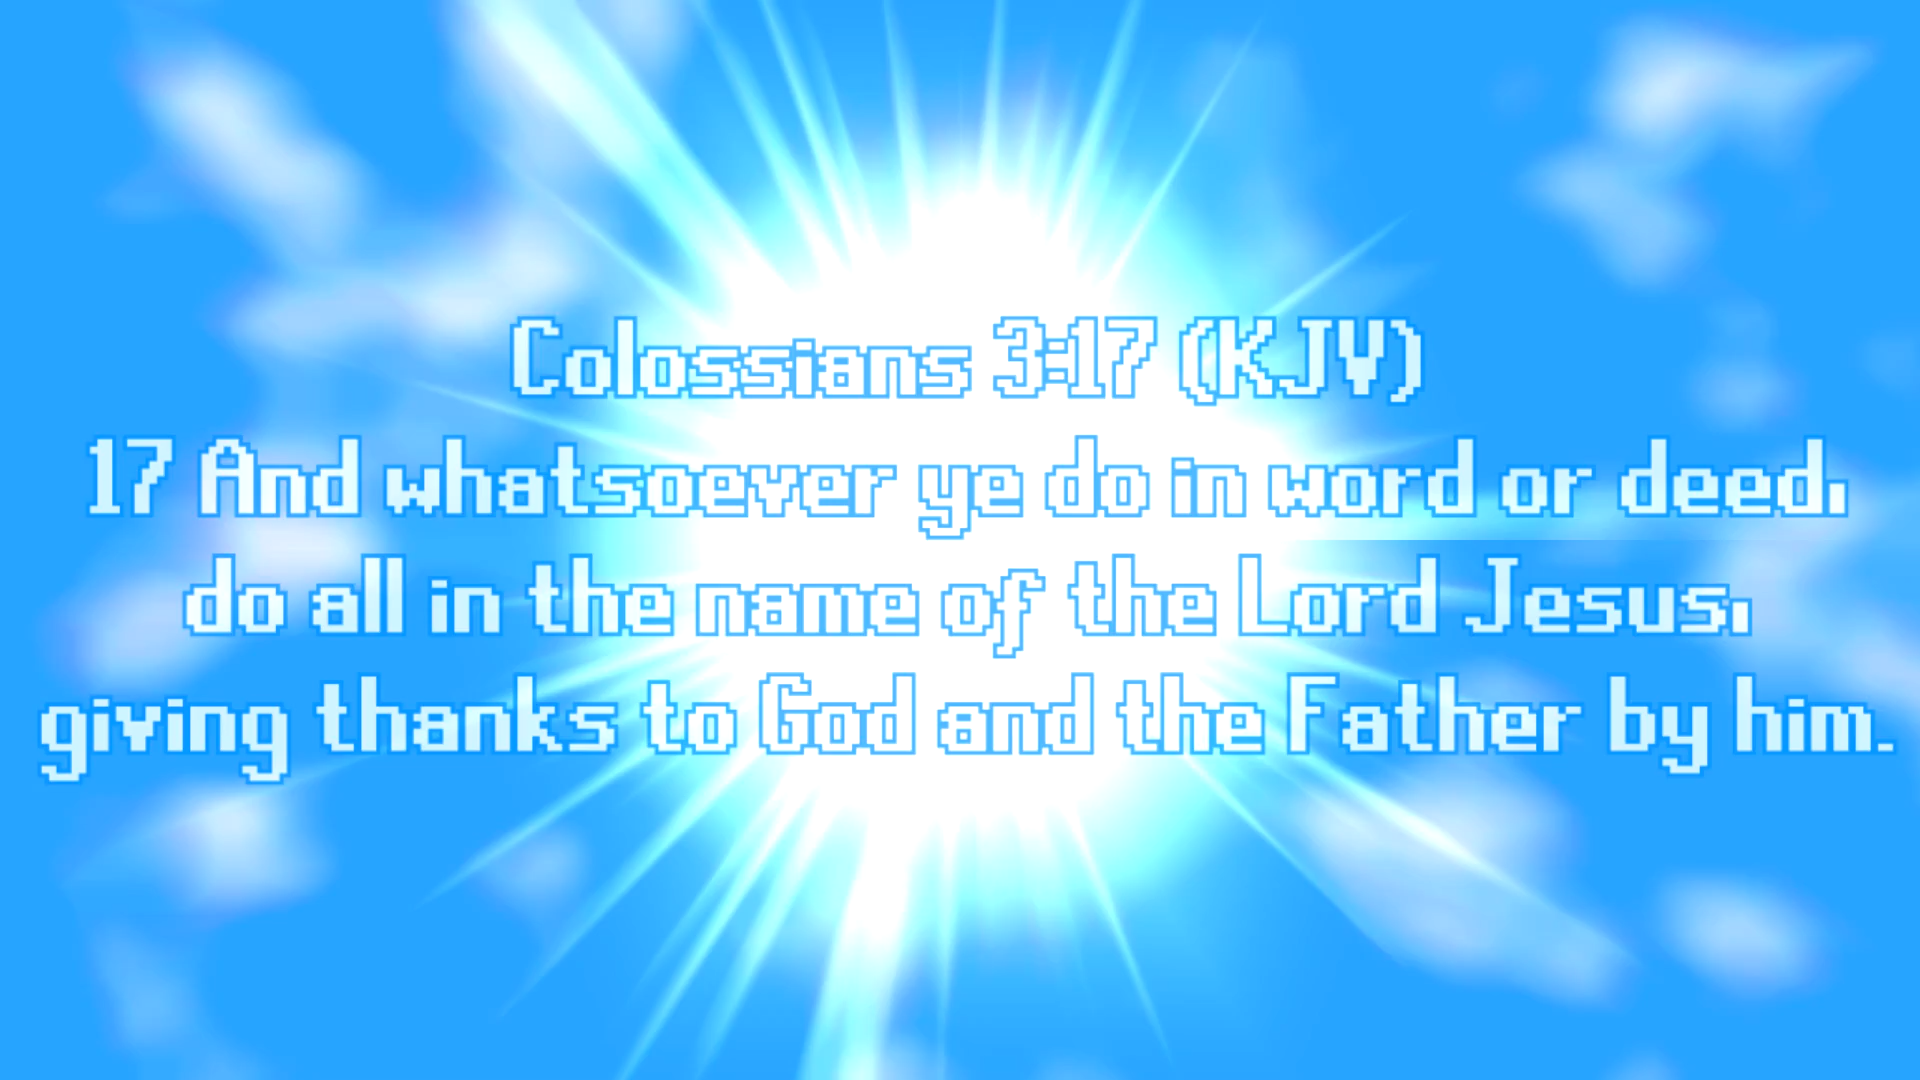 Colossians 3:17 (KJV)
17 And whatsoever ye do in word or deed,
do all in the name of the Lord Jesus,
giving thanks to God and the Father by him.